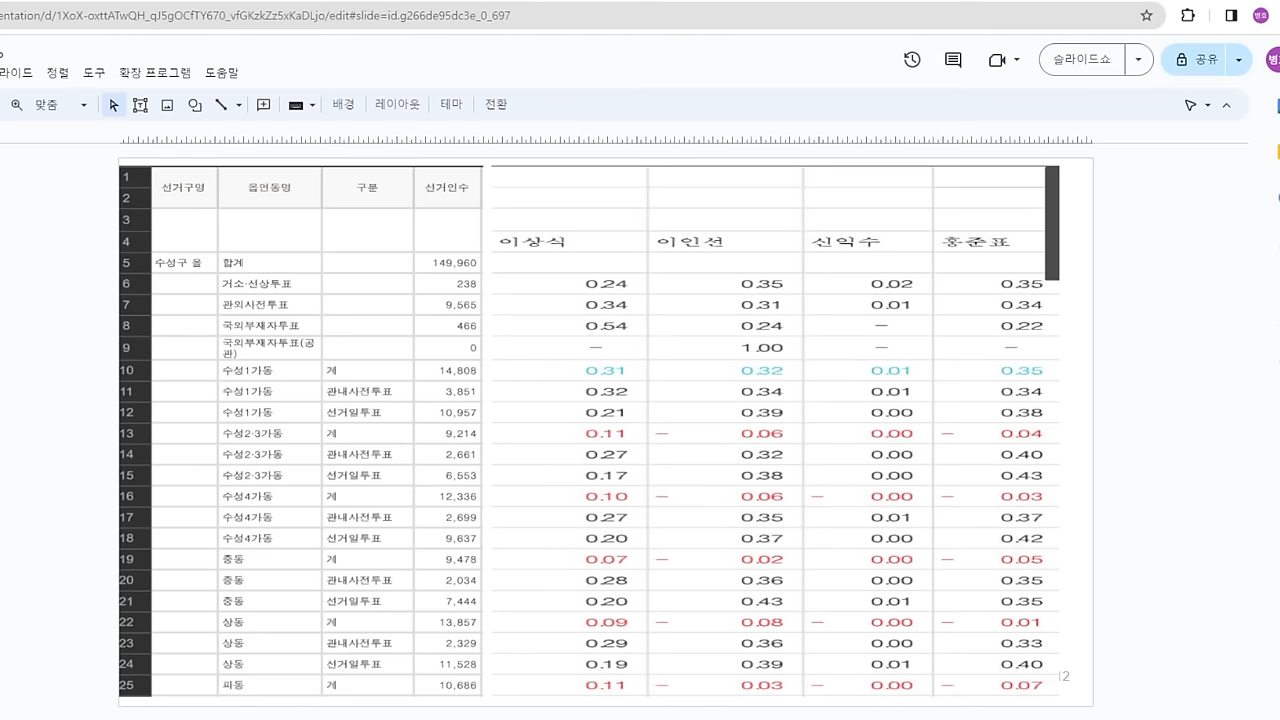 entation/d/1XoX-oxttATwQH_qJ5gOCfTY670_vfGKzkZz5xKaDLjo/edit#slide=id.g266de95dc3e_0_697
라이드 정렬 도구 확장 프로그램 도움말
슬라이드쇼 공유
맞춤 배경 레이아웃 테마 전환
1 선거구명 읍면동명 구분 선거인수
2
3
4 이상식 이인선 신익수 홍준표
5 수성구 을 합계 149,960
6 거소·선상투표 238 0.24 0.35 0.02 0.35
7 관외사전투표 9,565 0.34 0.31 0.01 0.34
8 국외부재자투표 466 0.54 0.24 — 0.22
9 국외부재자투표(공관) 0 — 1.00 — —
10 수성1가동 계 14,808 0.31 0.32 0.01 0.35
11 수성1가동 관내사전투표 3,851 0.32 0.34 0.01 0.34
12 수성1가동 선거일투표 10,957 0.21 0.39 0.00 0.38
13 수성2·3가동 계 9,214 0.11 — 0.06 0.00 — 0.04
14 수성2·3가동 관내사전투표 2,661 0.27 0.32 0.00 0.40
15 수성2·3가동 선거일투표 6,553 0.17 0.38 0.00 0.43
16 수성4가동 계 12,336 0.10 — 0.06 — 0.00 — 0.03
17 수성4가동 관내사전투표 2,699 0.27 0.35 0.01 0.37
18 수성4가동 선거일투표 9,637 0.20 0.37 0.00 0.42
19 중동 계 9,478 0.07 — 0.02 — 0.00 — 0.05
20 중동 관내사전투표 2,034 0.28 0.36 0.00 0.35
21 중동 선거일투표 7,444 0.20 0.43 0.01 0.35
22 상동 계 13,857 0.09 — 0.08 — 0.00 — 0.01
23 상동 관내사전투표 2,329 0.29 0.36 0.00 0.33
24 상동 선거일투표 11,528 0.19 0.39 0.01 0.40
25 파동 계 10,686 0.11 — 0.03 — 0.00 — 0.07
12